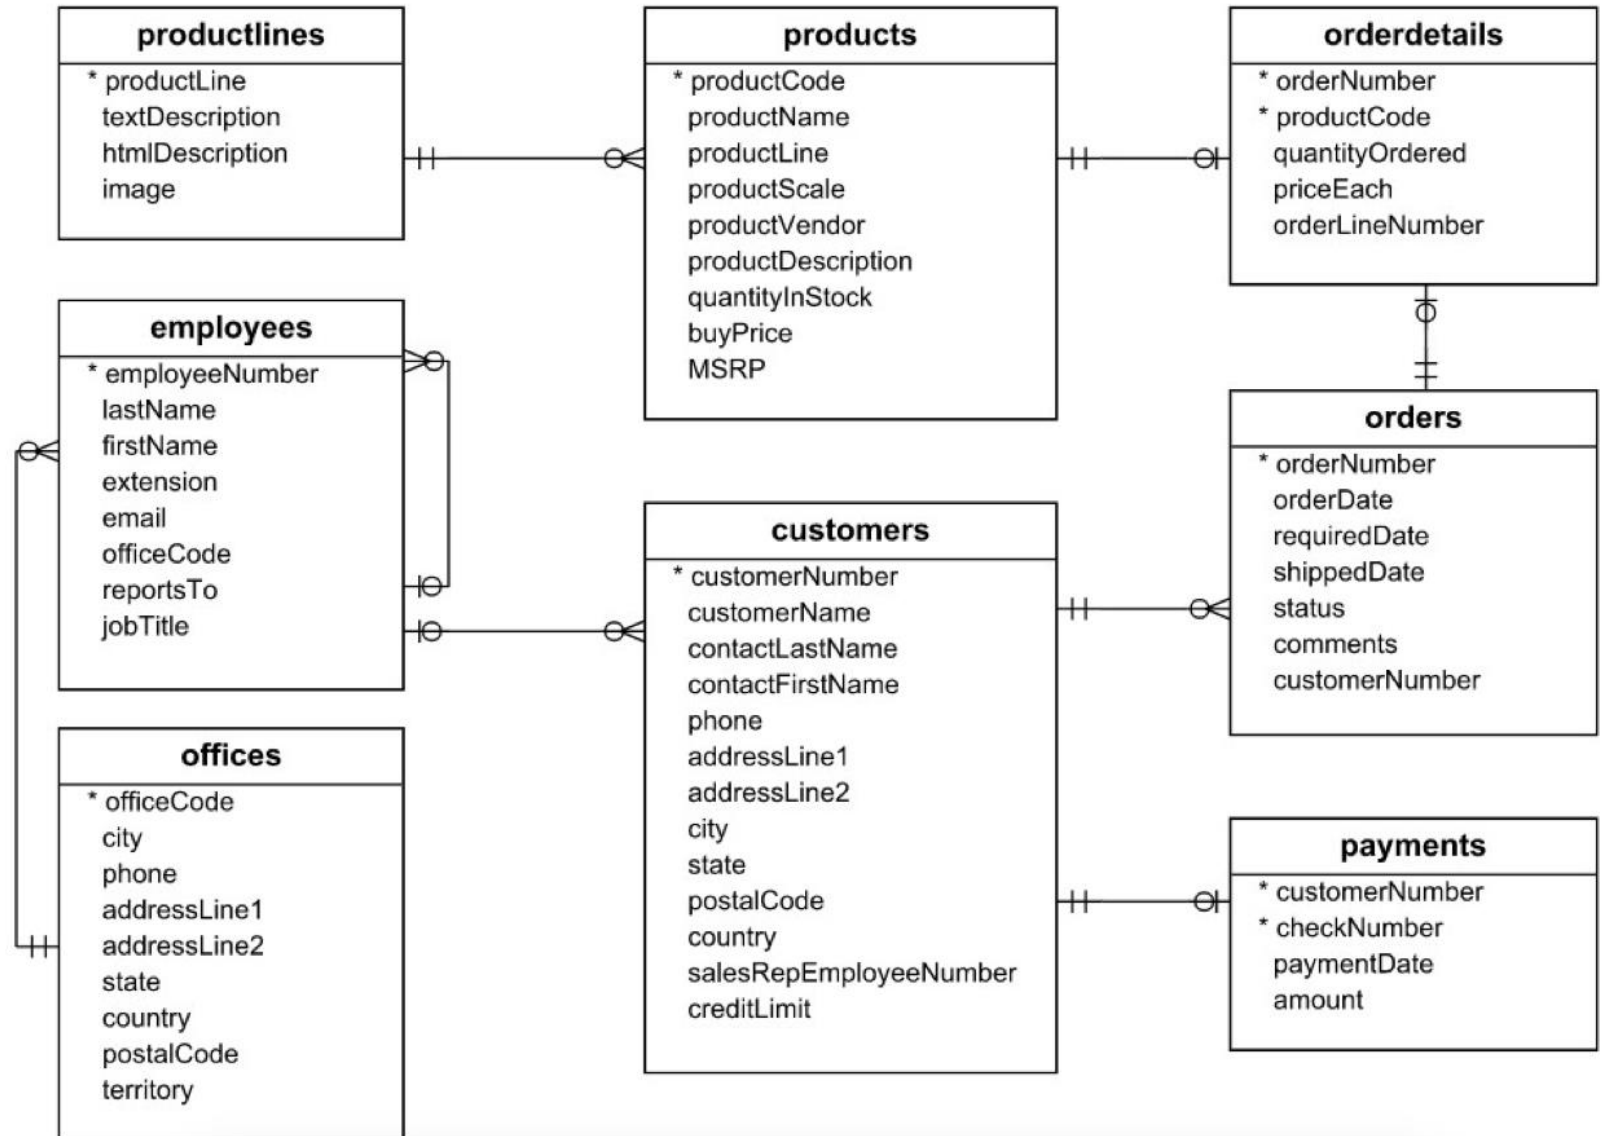 productlines
* productLine
textDescription
htmlDescription
image
products
* productCode
productName
productLine
productScale
productVendor
productDescription
quantityInStock
buyPrice
MSRP
orderdetails
* orderNumber
* productCode
quantityOrdered
priceEach
orderLineNumber
employees
* employeeNumber
lastName
firstName
extension
email
officeCode
reportsTo
jobTitle
customers
* customerNumber
customerName
contactLastName
contactFirstName
phone
addressLine1
addressLine2
city
state
postalCode
country
salesRepEmployeeNumber
creditLimit
orders
* orderNumber
orderDate
requiredDate
shippedDate
status
comments
customerNumber
offices
* officeCode
city
phone
addressLine1
addressLine2
state
country
postalCode
territory
payments
* customerNumber
* checkNumber
paymentDate
amount